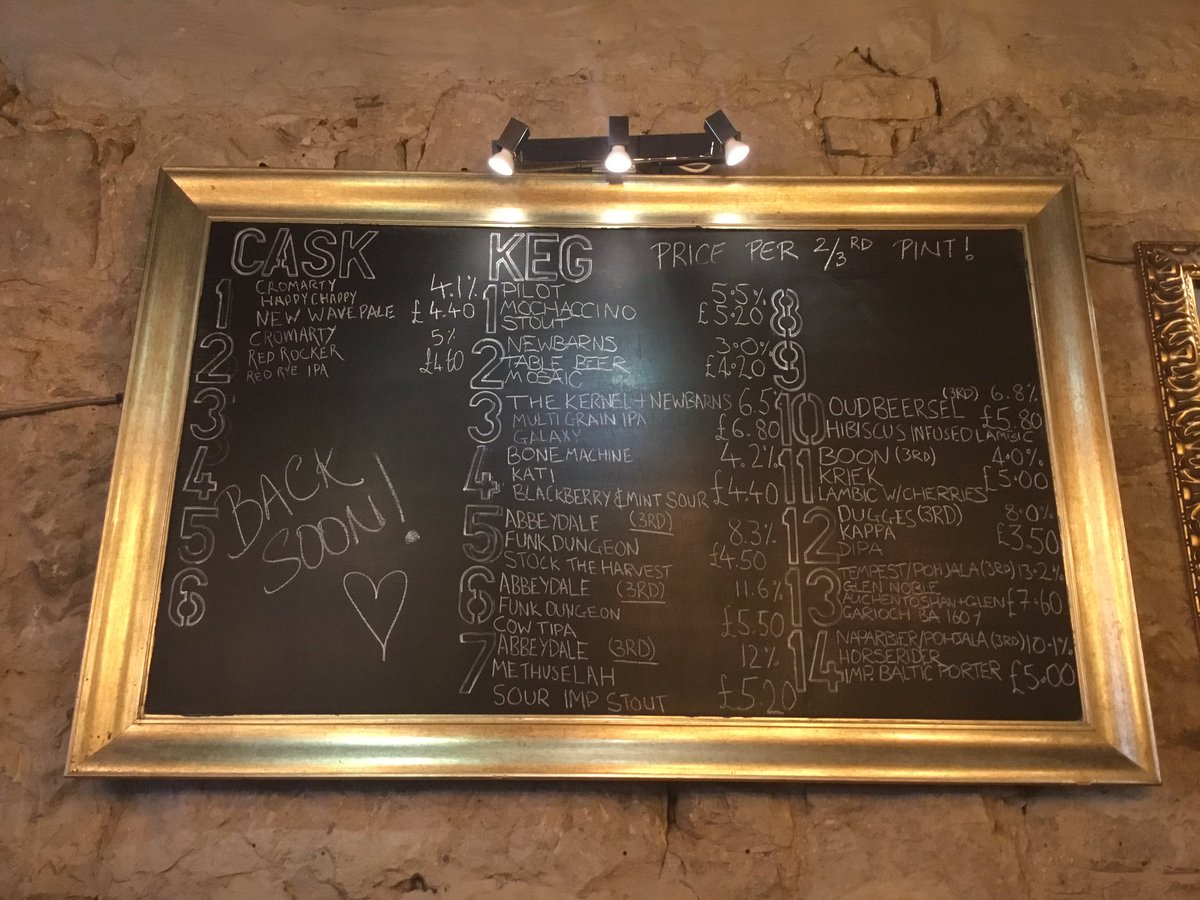 CASK
1 CROMARTY 4.1%
HAPPY CHAPPY
NEW WAVE PALE £4.40
2 CROMARTY 5%
RED ROCKER £4.60
RED RYE IPA
3
4
5
6
BACK
SOON!
KEG PRICE PER 2/3RD PINT!
1 PILOT 5.5%
MOCHACCINO £5.20
STOUT
2 NEWBARNS 3.0%
TABLE BEER £4.20
MOSAIC
3 THE KERNEL + NEWBARNS 6.5%
MULTIGRAIN IPA £6.80
GALAXY
4 BONE MACHINE 4.2%
KATI
BLACKBERRY & MINT SOUR £4.40
5 ABBEYDALE (3RD) 8.3%
FUNK DUNGEON
STOCK THE HARVEST £4.50
6 ABBEYDALE (3RD) 11.6%
FUNK DUNGEON
COW TIPA £5.50
7 ABBEYDALE (3RD) 12%
METHUSELAH
SOUR IMP STOUT £5.20
8
9
10 OUD BEERSEL (3RD) 6.8%
HIBISCUS INFUSED LAMBIC £5.80
11 BOON (3RD) 4.0%
KRIEK £5.00
LAMBIC W/CHERRIES
12 DUGGES (3RD) 8.0%
KAPPA £3.50
DIPA
13 TEMPEST/POHJALA (3RD) 13.2%
GLEN NOBLE
AUCHENTOSHAN + GLEN £7.60
GARIOCH BA 1607
14 NAPARBIER/POHJALA (3RD) 10.1%
HORSERIDER
IMP BALTIC PORTER £5.00